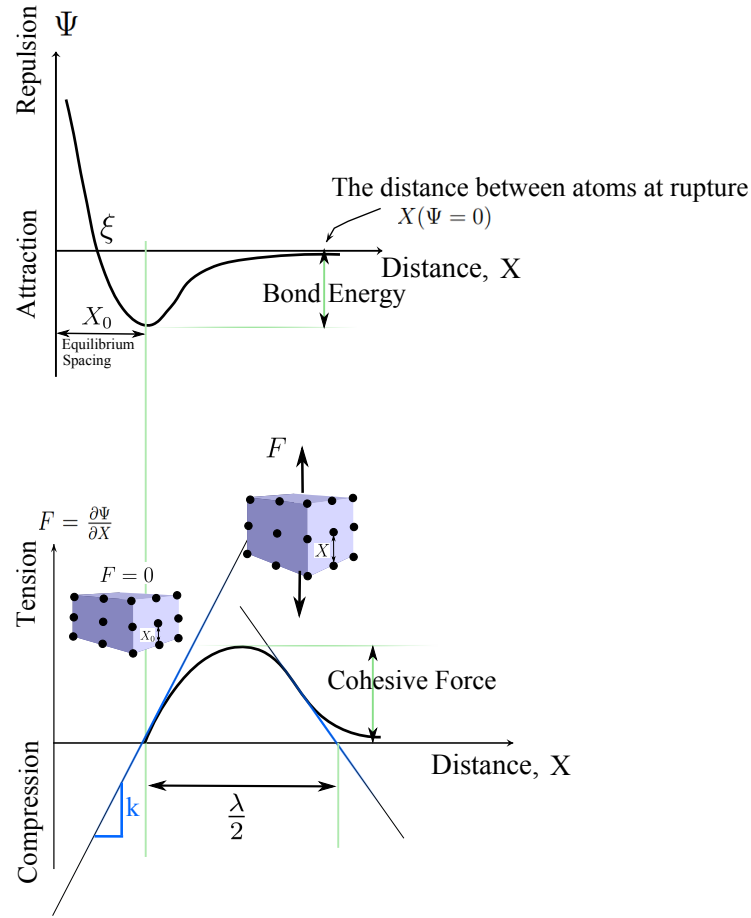 Ψ
Repulsion
Attraction
The distance between atoms at rupture
X(Ψ = 0)
ξ
Distance, X
Bond Energy
X₀
Equilibrium
Spacing
F
F = ∂Ψ/∂X
X
Tension
F = 0
X₀
Cohesive Force
Distance, X
Compression
k
λ/2